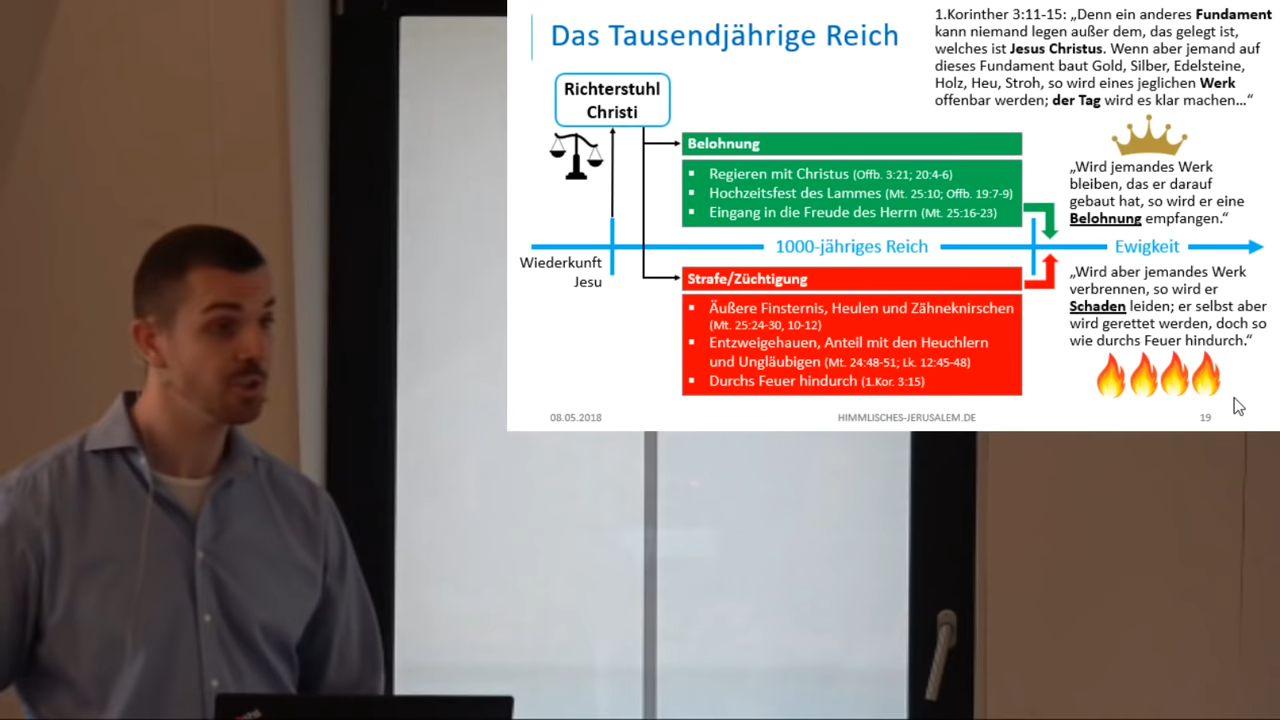 Das Tausendjährige Reich
1.Korinther 3:11-15: „Denn ein anderes Fundament
kann niemand legen außer dem, das gelegt ist,
welches ist Jesus Christus. Wenn aber jemand auf
dieses Fundament baut Gold, Silber, Edelsteine,
Holz, Heu, Stroh, so wird eines jeglichen Werk
offenbar werden; der Tag wird es klar machen…“
Richterstuhl
Christi
Belohnung
▪ Regieren mit Christus (Offb. 3:21; 20:4-6)
▪ Hochzeitsfest des Lammes (Mt. 25:10; Offb. 19:7-9)
▪ Eingang in die Freude des Herrn (Mt. 25:16-23)
„Wird jemandes Werk
bleiben, das er darauf
gebaut hat, so wird er eine
Belohnung empfangen.“
1000-jähriges Reich
Ewigkeit
Wiederkunft
Jesu
Strafe/Züchtigung
▪ Äußere Finsternis, Heulen und Zähneknirschen
(Mt. 25:24-30, 10-12)
▪ Entzweigehauen, Anteil mit den Heuchlern
und Ungläubigen (Mt. 24:48-51; Lk. 12:45-48)
▪ Durchs Feuer hindurch (1.Kor. 3:15)
„Wird aber jemandes Werk
verbrennen, so wird er
Schaden leiden; er selbst aber
wird gerettet werden, doch so
wie durchs Feuer hindurch.“
08.05.2018
HIMMLISCHES-JERUSALEM.DE
19